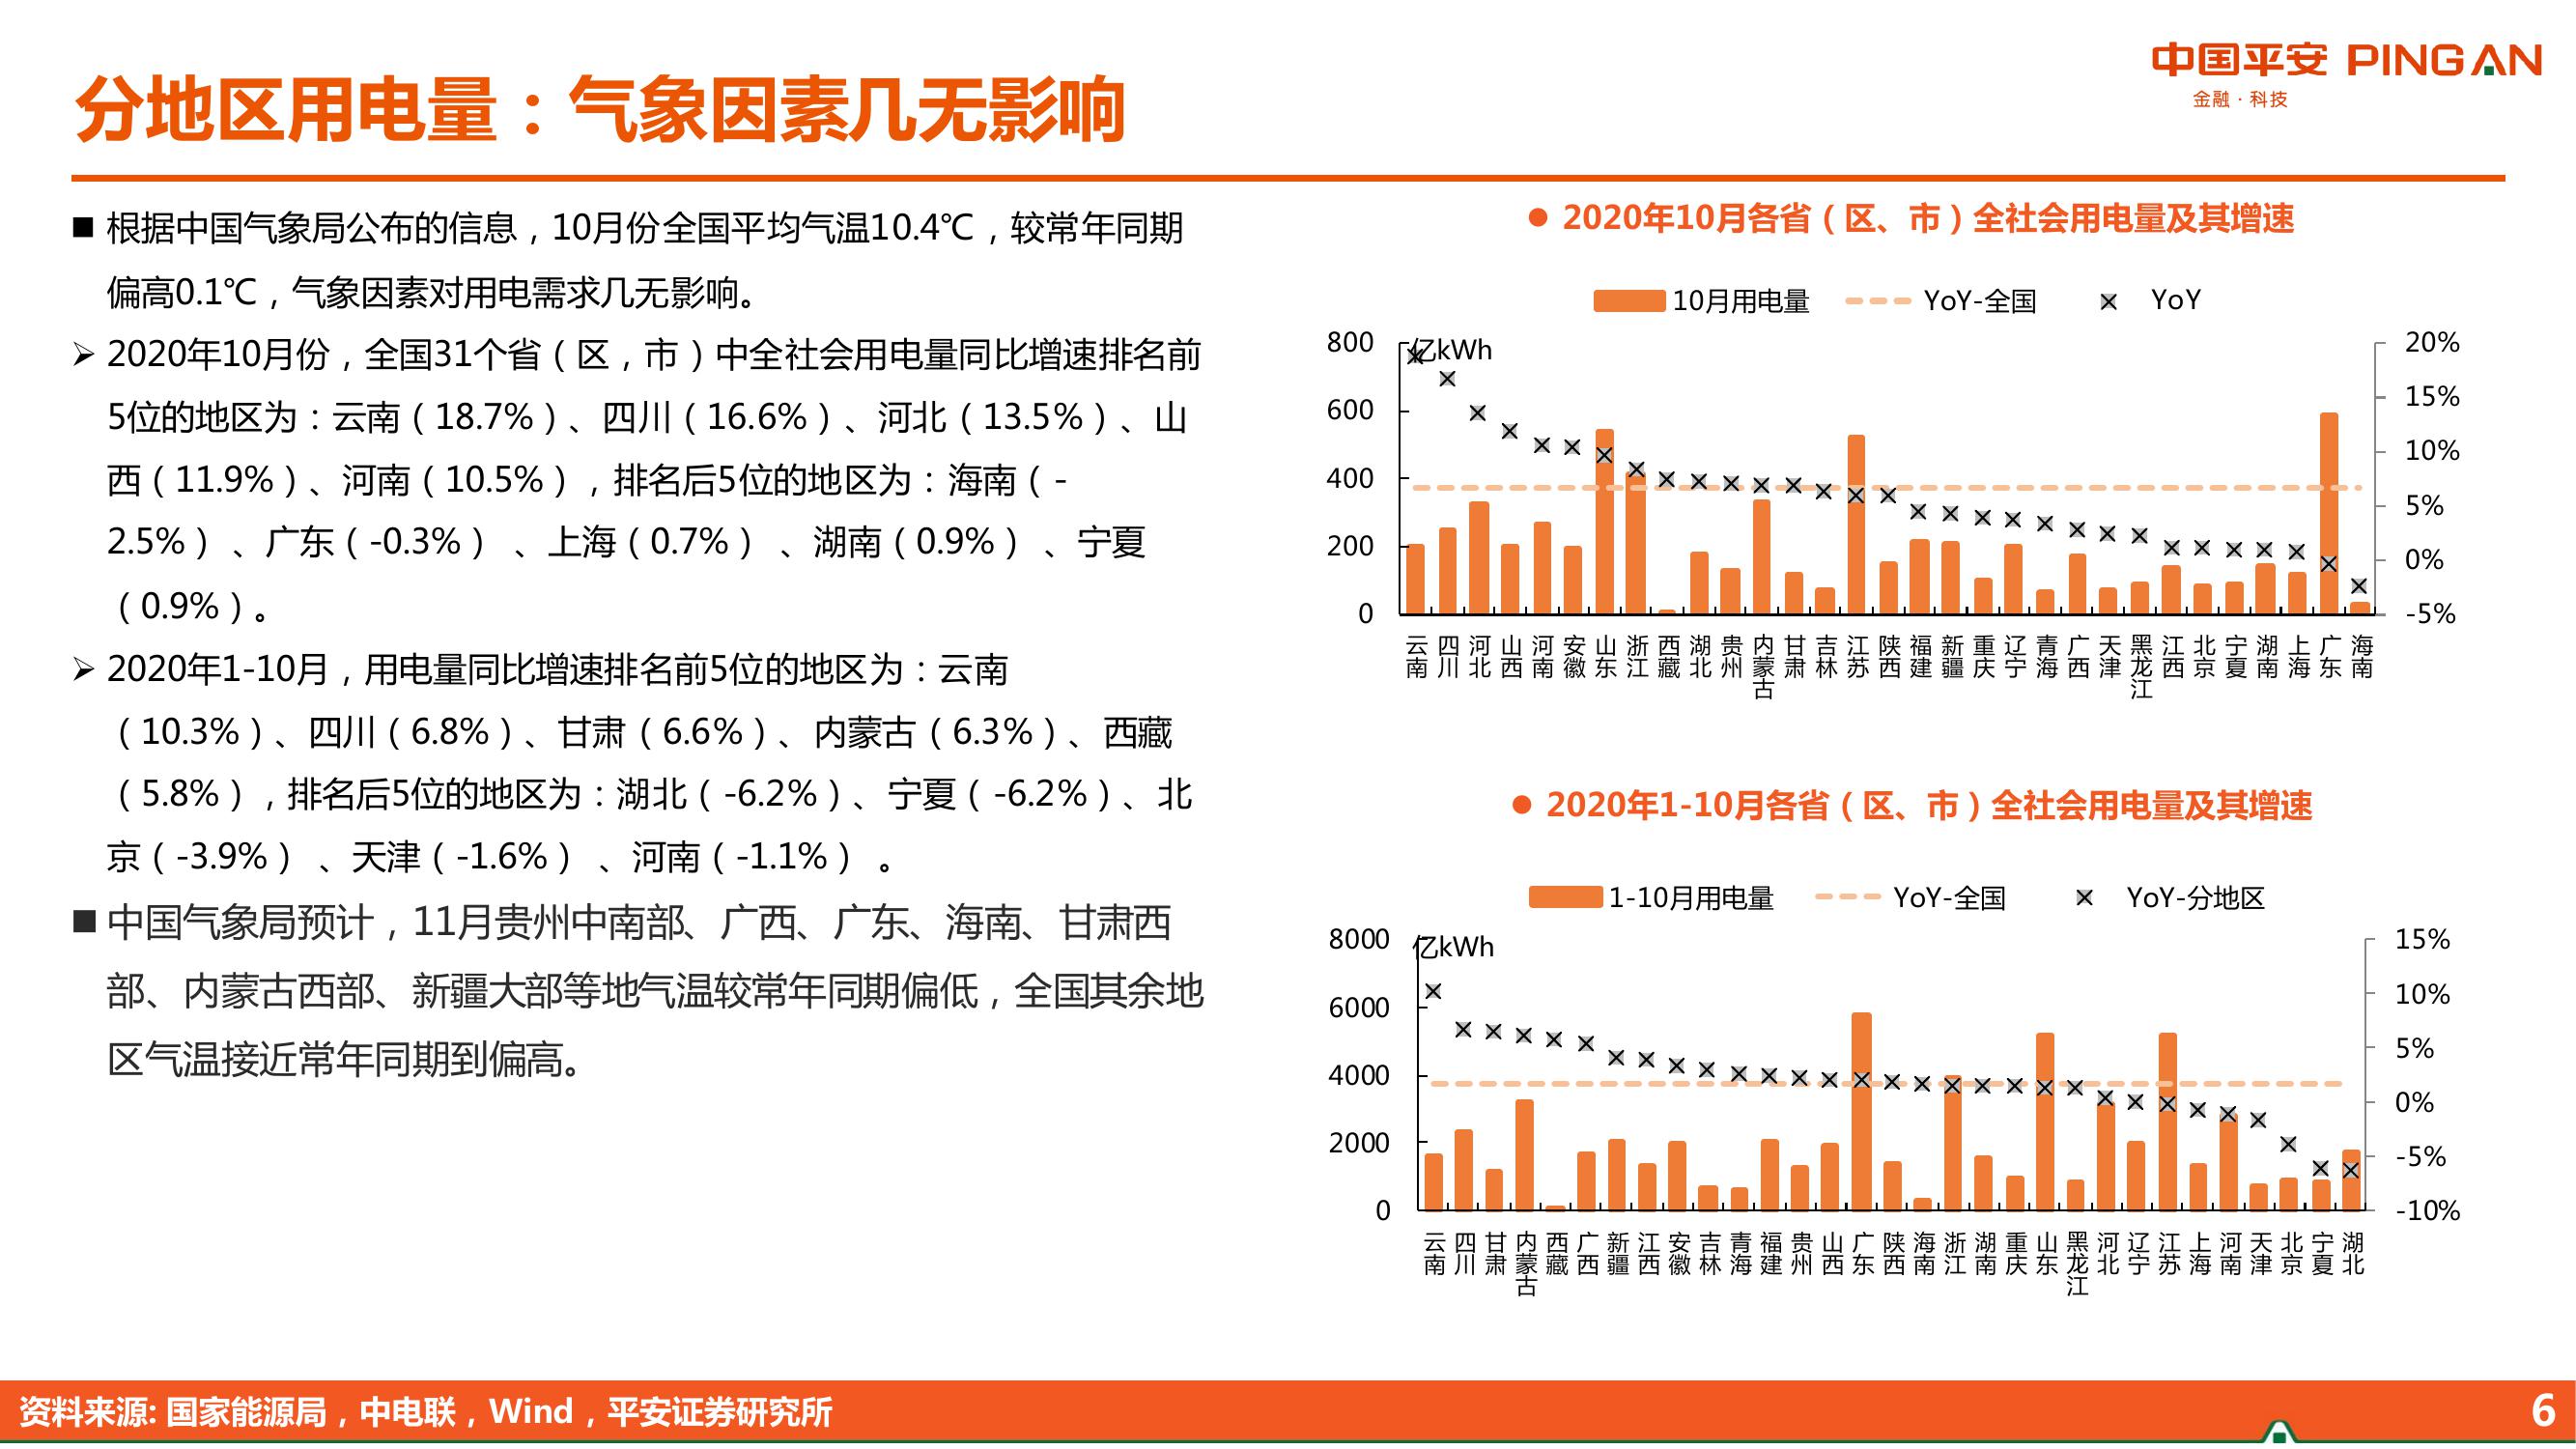 分地区用电量：气象因素几无影响
中国平安 PINGAN
金融·科技
■ 根据中国气象局公布的信息，10月份全国平均气温10.4℃，较常年同期
偏高0.1℃，气象因素对用电需求几无影响。
➢ 2020年10月份，全国31个省（区，市）中全社会用电量同比增速排名前
5位的地区为：云南（18.7%）、四川（16.6%）、河北（13.5%）、山
西（11.9%）、河南（10.5%），排名后5位的地区为：海南（-
2.5%） 、广东（-0.3%） 、上海（0.7%） 、湖南（0.9%） 、宁夏
（0.9%）。
➢ 2020年1-10月，用电量同比增速排名前5位的地区为：云南
（10.3%）、四川（6.8%）、甘肃（6.6%）、内蒙古（6.3%）、西藏
（5.8%），排名后5位的地区为：湖北（-6.2%）、宁夏（-6.2%）、北
京（-3.9%） 、天津（-1.6%） 、河南（-1.1%） 。
■ 中国气象局预计，11月贵州中南部、广西、广东、海南、甘肃西
部、内蒙古西部、新疆大部等地气温较常年同期偏低，全国其余地
区气温接近常年同期到偏高。
● 2020年10月各省（区、市）全社会用电量及其增速
10月用电量 YoY-全国 YoY
亿kWh
800
600
400
200
0
20%
15%
10%
5%
0%
-5%
云南 四川 河北 山西 河南 安徽 山东 浙江 西藏 湖北 贵州 内蒙古 甘肃 吉林 江苏 陕西 福建 新疆 重庆 辽宁 青海 广西 天津 黑龙江 江西 北京 宁夏 湖南 上海 广东 海南
● 2020年1-10月各省（区、市）全社会用电量及其增速
1-10月用电量 YoY-全国 YoY-分地区
亿kWh
8000
6000
4000
2000
0
15%
10%
5%
0%
-5%
-10%
云南 四川 甘肃 内蒙古 西藏 广西 新疆 江西 安徽 吉林 青海 福建 贵州 山西 广东 陕西 海南 浙江 湖南 重庆 山东 黑龙江 河北 辽宁 江苏 上海 河南 天津 北京 宁夏 湖北
资料来源: 国家能源局，中电联，Wind，平安证券研究所
6